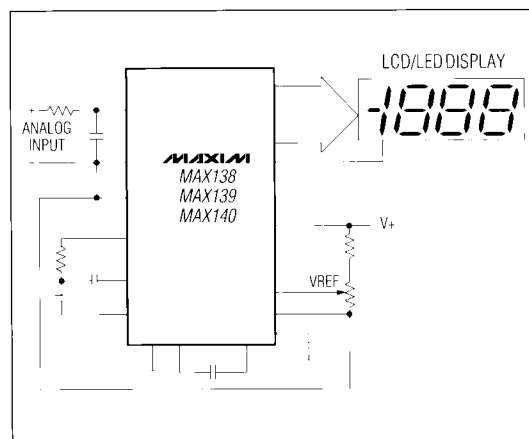 LCD/LED DISPLAY
-1888
+
ANALOG
INPUT
MAXIM
MAX138
MAX139
MAX140
V+
VREF